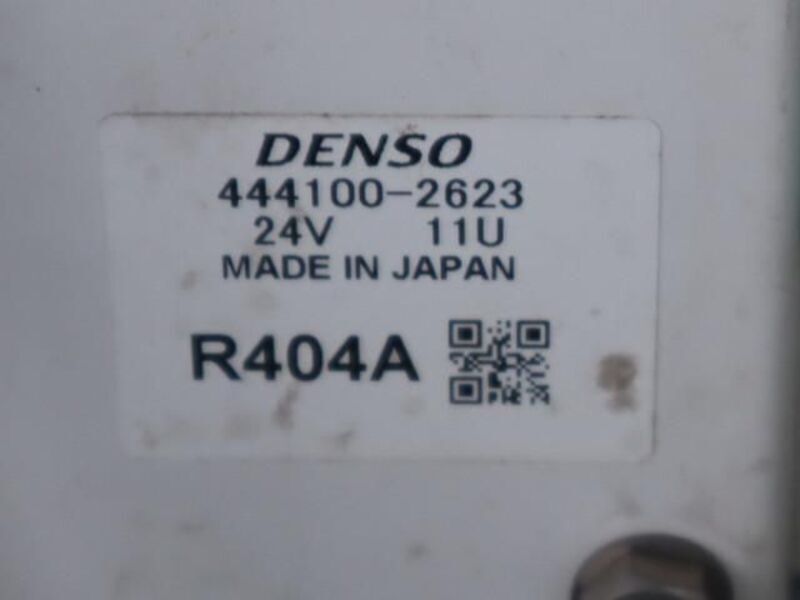 DENSO
444100-2623
24V 11U
MADE IN JAPAN
R404A